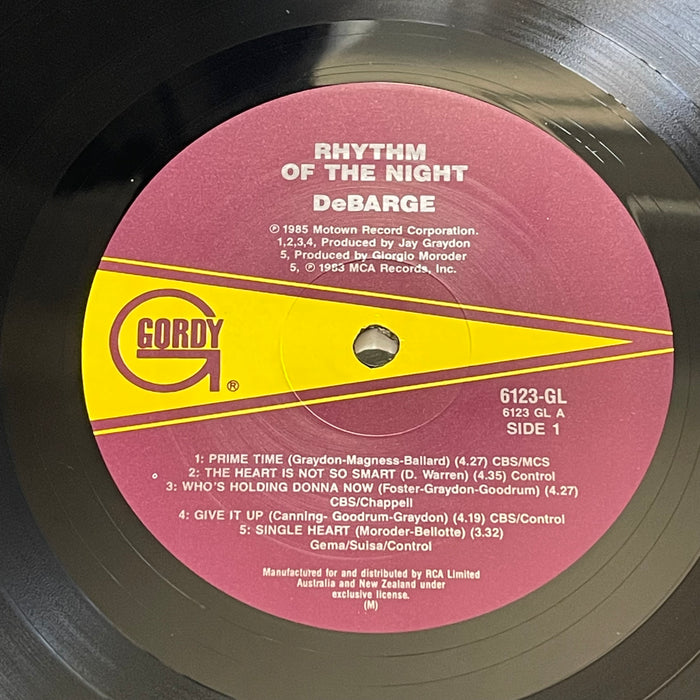 RHYTHM
OF THE NIGHT
DeBARGE
℗ 1985 Motown Record Corporation.
1,2,3,4, Produced by Jay Graydon
5, Produced by Giorgio Moroder
5, ℗ 1983 MCA Records, Inc.
GORDY
G®
6123-GL
6123 GL A
SIDE 1
1: PRIME TIME (Graydon-Magness-Ballard) (4.27) CBS/MCS
2: THE HEART IS NOT SO SMART (D. Warren) (4.35) Control
3: WHO'S HOLDING DONNA NOW (Foster-Graydon-Goodrum) (4.27)
CBS/Chappell
4: GIVE IT UP (Canning- Goodrum-Graydon) (4.19) CBS/Control
5: SINGLE HEART (Moroder-Bellotte) (3.32)
Gema/Suisa/Control
Manufactured for and distributed by RCA Limited
Australia and New Zealand under
exclusive license.
(M)